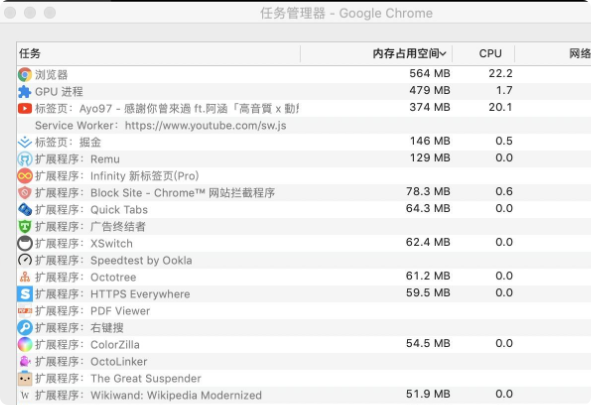 任务管理器 - Google Chrome
任务 内存占用空间 CPU 网络
浏览器 564 MB 22.2
GPU 进程 479 MB 1.7
标签页：Ayo97 - 感謝你曾來過 ft.阿涵「高音質 x 動 374 MB 20.1
Service Worker：https://www.youtube.com/sw.js
标签页：掘金 146 MB 0.5
扩展程序：Remu 129 MB 0.0
扩展程序：Infinity 新标签页(Pro)
扩展程序：Block Site - Chrome™ 网站拦截程序 78.3 MB 0.6
扩展程序：Quick Tabs 64.3 MB 0.0
扩展程序：广告终结者
扩展程序：XSwitch 62.4 MB 0.0
扩展程序：Speedtest by Ookla
扩展程序：Octotree 61.2 MB 0.0
扩展程序：HTTPS Everywhere 59.5 MB 0.0
扩展程序：PDF Viewer
扩展程序：右键搜
扩展程序：ColorZilla 54.5 MB 0.0
扩展程序：OctoLinker
扩展程序：The Great Suspender
W 扩展程序：Wikiwand: Wikipedia Modernized 51.9 MB 0.0